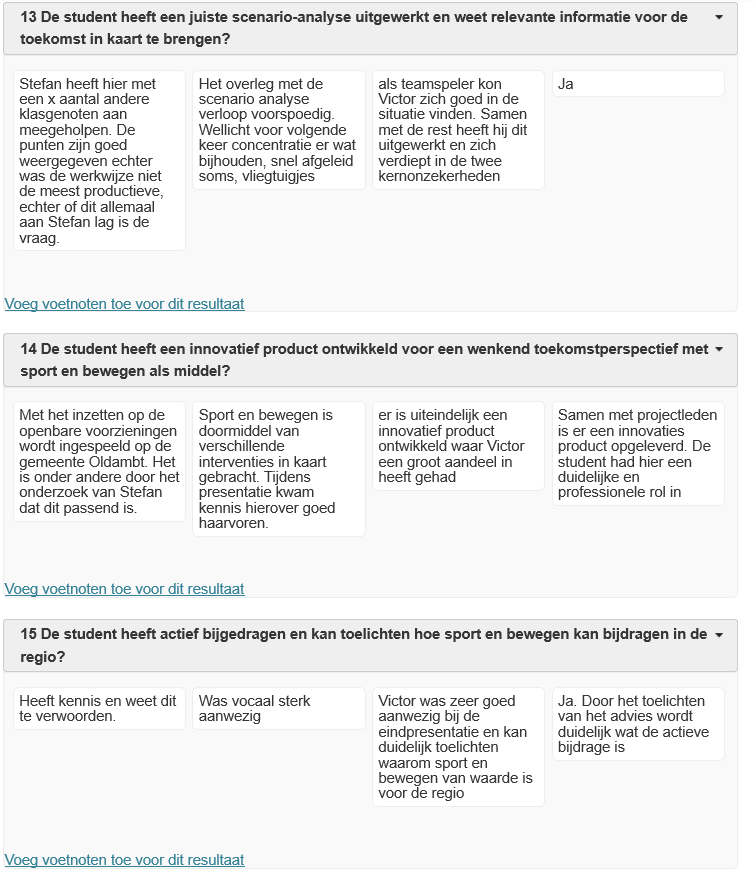 13 De student heeft een juiste scenario-analyse uitgewerkt en weet relevante informatie voor de
toekomst in kaart te brengen?
Stefan heeft hier met
een x aantal andere
klasgenoten aan
meegeholpen. De
punten zijn goed
weergegeven echter
was de werkwijze niet
de meest productieve,
echter of dit allemaal
aan Stefan lag is de
vraag.
Het overleg met de
scenario analyse
verloop voorspoedig.
Wellicht voor volgende
keer concentratie er wat
bijhouden, snel afgeleid
soms, vliegtuigjes
als teamspeler kon
Victor zich goed in de
situatie vinden. Samen
met de rest heeft hij dit
uitgewerkt en zich
verdiept in de twee
kernonzekerheden
Ja
Voeg voetnoten toe voor dit resultaat
14 De student heeft een innovatief product ontwikkeld voor een wenkend toekomstperspectief met
sport en bewegen als middel?
Met het inzetten op de
openbare voorzieningen
wordt ingespeeld op de
gemeente Oldambt. Het
is onder andere door het
onderzoek van Stefan
dat dit passend is.
Sport en bewegen is
doormiddel van
verschillende
interventies in kaart
gebracht. Tijdens
presentatie kwam
kennis hierover goed
haarvoren.
er is uiteindelijk een
innovatief product
ontwikkeld waar Victor
een groot aandeel in
heeft gehad
Samen met projectleden
is er een innovaties
product opgeleverd. De
student had hier een
duidelijke en
professionele rol in
Voeg voetnoten toe voor dit resultaat
15 De student heeft actief bijgedragen en kan toelichten hoe sport en bewegen kan bijdragen in de
regio?
Heeft kennis en weet dit
te verwoorden.
Was vocaal sterk
aanwezig
Victor was zeer goed
aanwezig bij de
eindpresentatie en kan
duidelijk toelichten
waarom sport en
bewegen van waarde is
voor de regio
Ja. Door het toelichten
van het advies wordt
duidelijk wat de actieve
bijdrage is
Voeg voetnoten toe voor dit resultaat